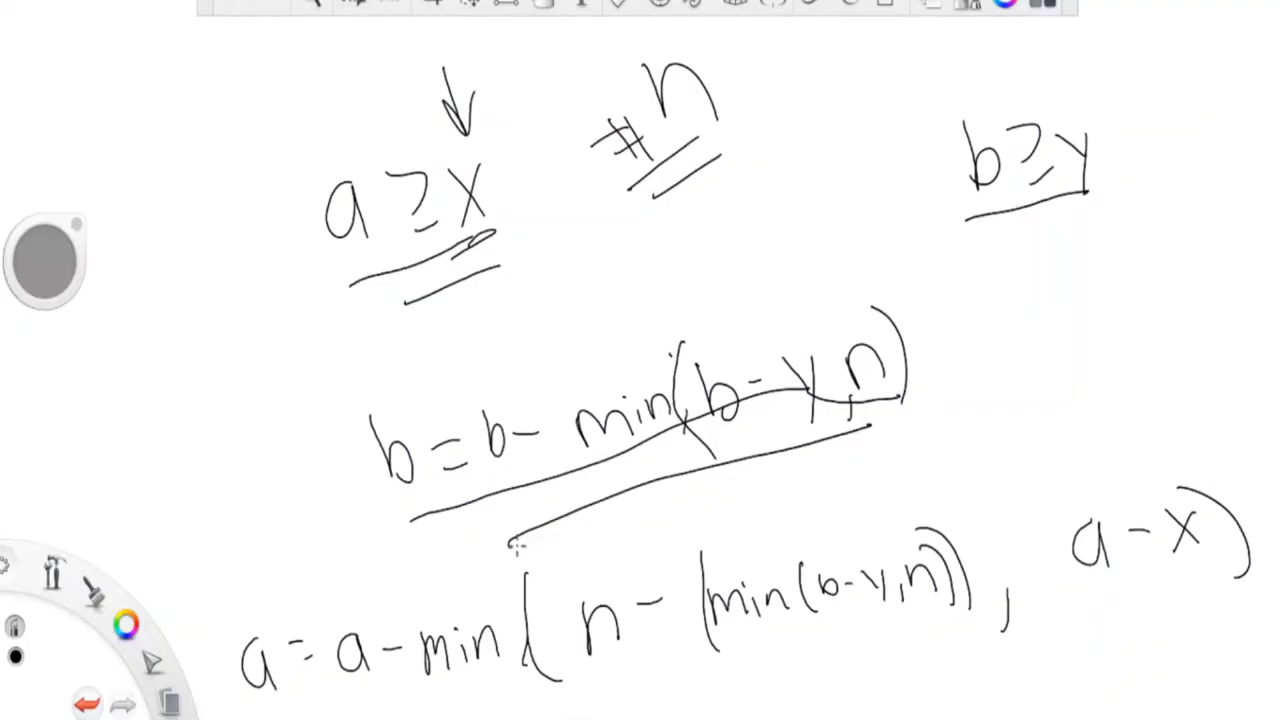 a ≥ x #n b ≥ y
b = b - min(b - y, n)
a = a - min(n - (min(b - y, n)), a - x)